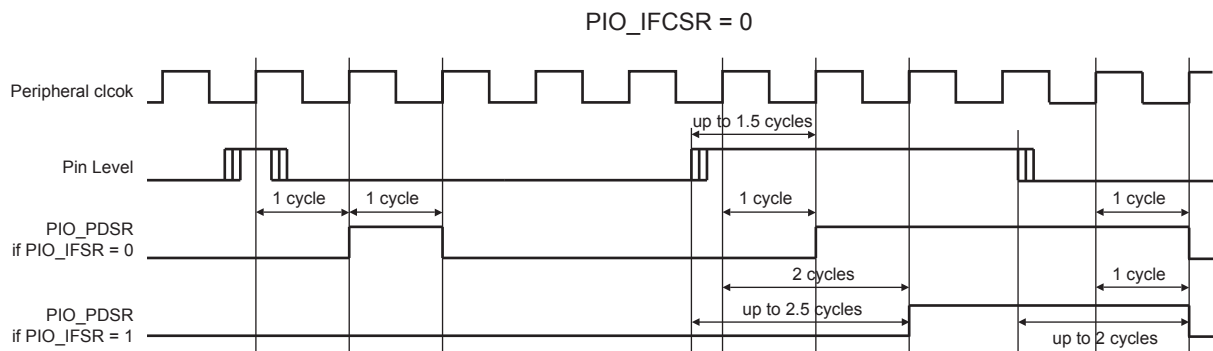 PIO_IFCSR = 0
Peripheral clcok
up to 1.5 cycles
Pin Level
1 cycle
1 cycle
1 cycle
1 cycle
PIO_PDSR
if PIO_IFSR = 0
2 cycles
1 cycle
PIO_PDSR
if PIO_IFSR = 1
up to 2.5 cycles
up to 2 cycles